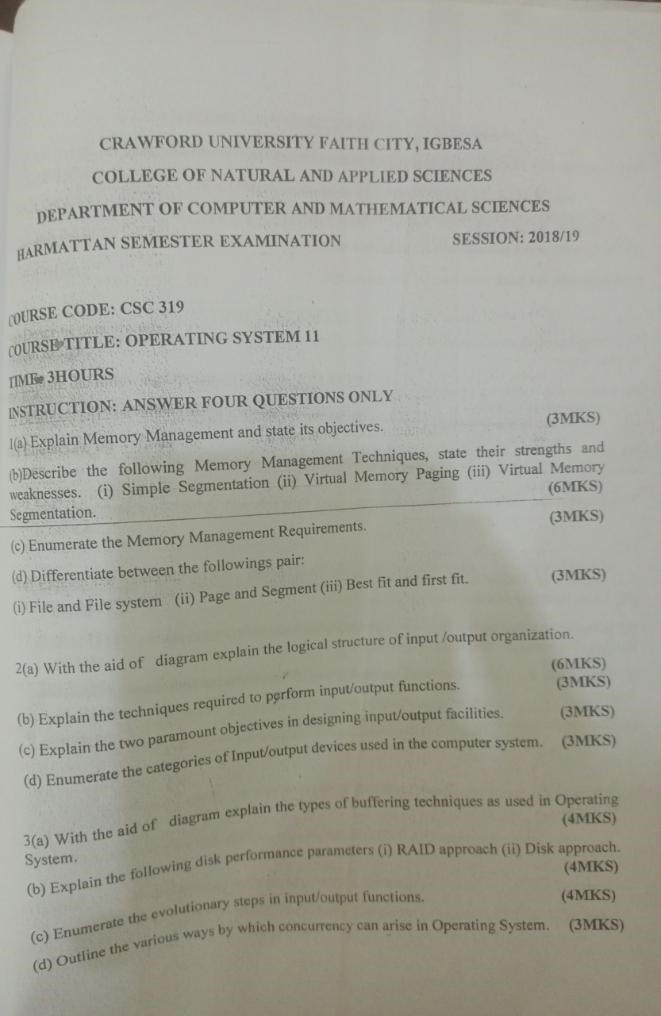 CRAWFORD UNIVERSITY FAITH CITY, IGBESA
COLLEGE OF NATURAL AND APPLIED SCIENCES
DEPARTMENT OF COMPUTER AND MATHEMATICAL SCIENCES
HARMATTAN SEMESTER EXAMINATION SESSION: 2018/19
COURSE CODE: CSC 319
COURSE TITLE: OPERATING SYSTEM 11
TIME: 3HOURS
INSTRUCTION: ANSWER FOUR QUESTIONS ONLY
1(a) Explain Memory Management and state its objectives. (3MKS)
(b)Describe the following Memory Management Techniques, state their strengths and
weaknesses. (i) Simple Segmentation (ii) Virtual Memory Paging (iii) Virtual Memory
Segmentation. (6MKS)
(c) Enumerate the Memory Management Requirements. (3MKS)
(d) Differentiate between the followings pair:
(i) File and File system (ii) Page and Segment (iii) Best fit and first fit. (3MKS)
2(a) With the aid of diagram explain the logical structure of input /output organization.
(6MKS)
(b) Explain the techniques required to perform input/output functions. (3MKS)
(c) Explain the two paramount objectives in designing input/output facilities. (3MKS)
(d) Enumerate the categories of Input/output devices used in the computer system. (3MKS)
3(a) With the aid of diagram explain the types of buffering techniques as used in Operating
System. (4MKS)
(b) Explain the following disk performance parameters (i) RAID approach (ii) Disk approach.
(4MKS)
(c) Enumerate the evolutionary steps in input/output functions. (4MKS)
(d) Outline the various ways by which concurrency can arise in Operating System. (3MKS)